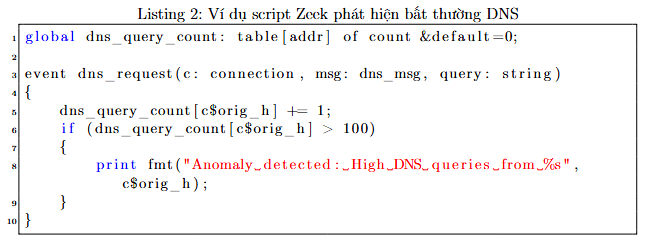 Listing 2: Ví dụ script Zeek phát hiện bất thường DNS
1 global dns_query_count: table[addr] of count &default=0;
2
3 event dns_request(c: connection, msg: dns_msg, query: string)
4 {
5 dns_query_count[c$orig_h] += 1;
6 if (dns_query_count[c$orig_h] > 100)
7 {
8 print fmt("Anomaly␣detected:␣High␣DNS␣queries␣from␣%s",
c$orig_h);
9 }
10 }